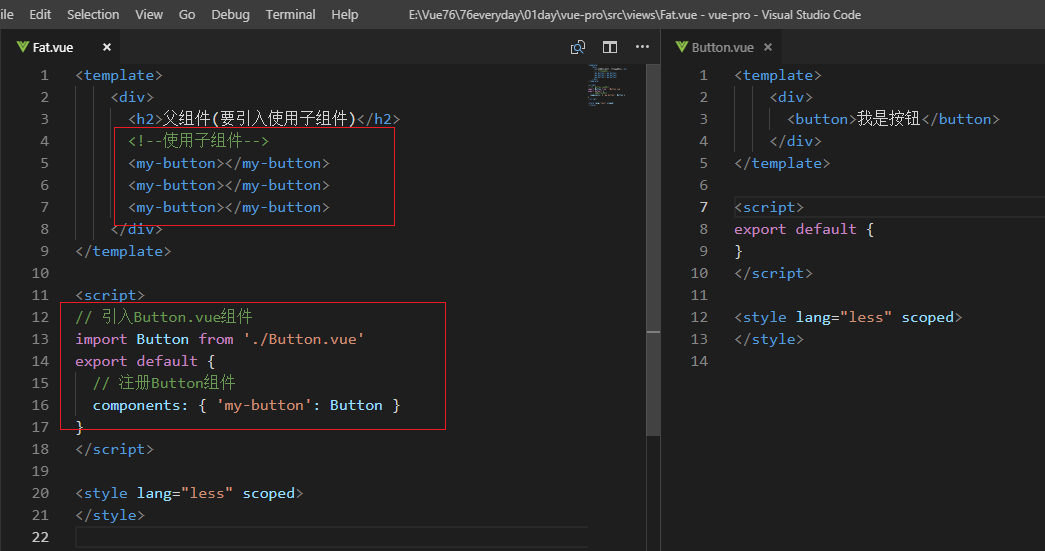 ile Edit Selection View Go Debug Terminal Help E:\Vue76\76everyday\01day\vue-pro\src\views\Fat.vue - vue-pro - Visual Studio Code
Fat.vue ×
1 <template>
2 <div>
3 <h2>父组件(要引入使用子组件)</h2>
4 <!--使用子组件-->
5 <my-button></my-button>
6 <my-button></my-button>
7 <my-button></my-button>
8 </div>
9 </template>
10
11 <script>
12 // 引入Button.vue组件
13 import Button from './Button.vue'
14 export default {
15 // 注册Button组件
16 components: { 'my-button': Button }
17 }
18 </script>
19
20 <style lang="less" scoped>
21 </style>
22
Button.vue ×
1 <template>
2 <div>
3 <button>我是按钮</button>
4 </div>
5 </template>
6
7 <script>
8 export default {
9 }
10 </script>
11
12 <style lang="less" scoped>
13 </style>
14